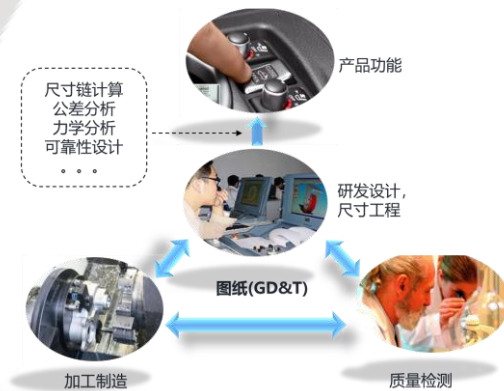 产品功能
尺寸链计算
公差分析
力学分析
可靠性设计
。。。
研发设计，
尺寸工程
图纸(GD&T)
加工制造
质量检测